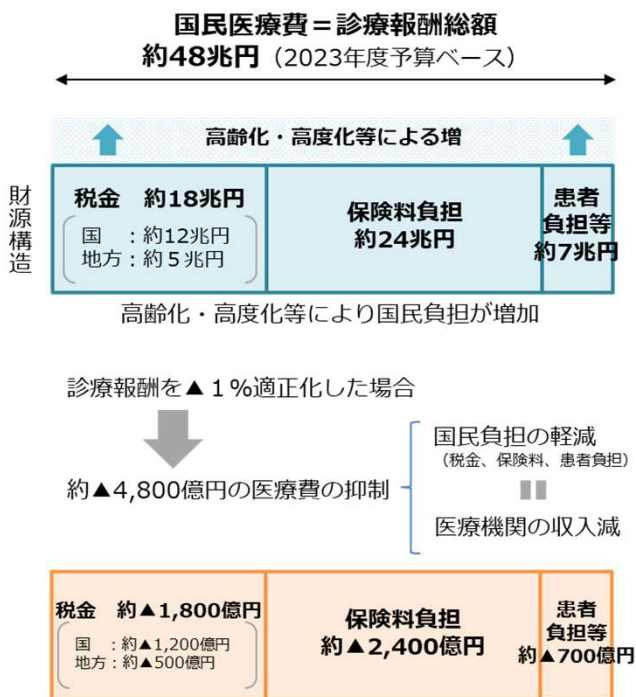 国民医療費＝診療報酬総額
約48兆円（2023年度予算ベース）
高齢化・高度化等による増
財源構造
税金　約18兆円
国　：約12兆円
地方：約５兆円
保険料負担
約24兆円
患者
負担等
約7兆円
高齢化・高度化等により国民負担が増加
診療報酬を▲１％適正化した場合
約▲4,800億円の医療費の抑制
国民負担の軽減
（税金、保険料、患者負担）
医療機関の収入減
税金　約▲1,800億円
国　：約▲1,200億円
地方：約▲500億円
保険料負担
約▲2,400億円
患者
負担等
約▲700億円